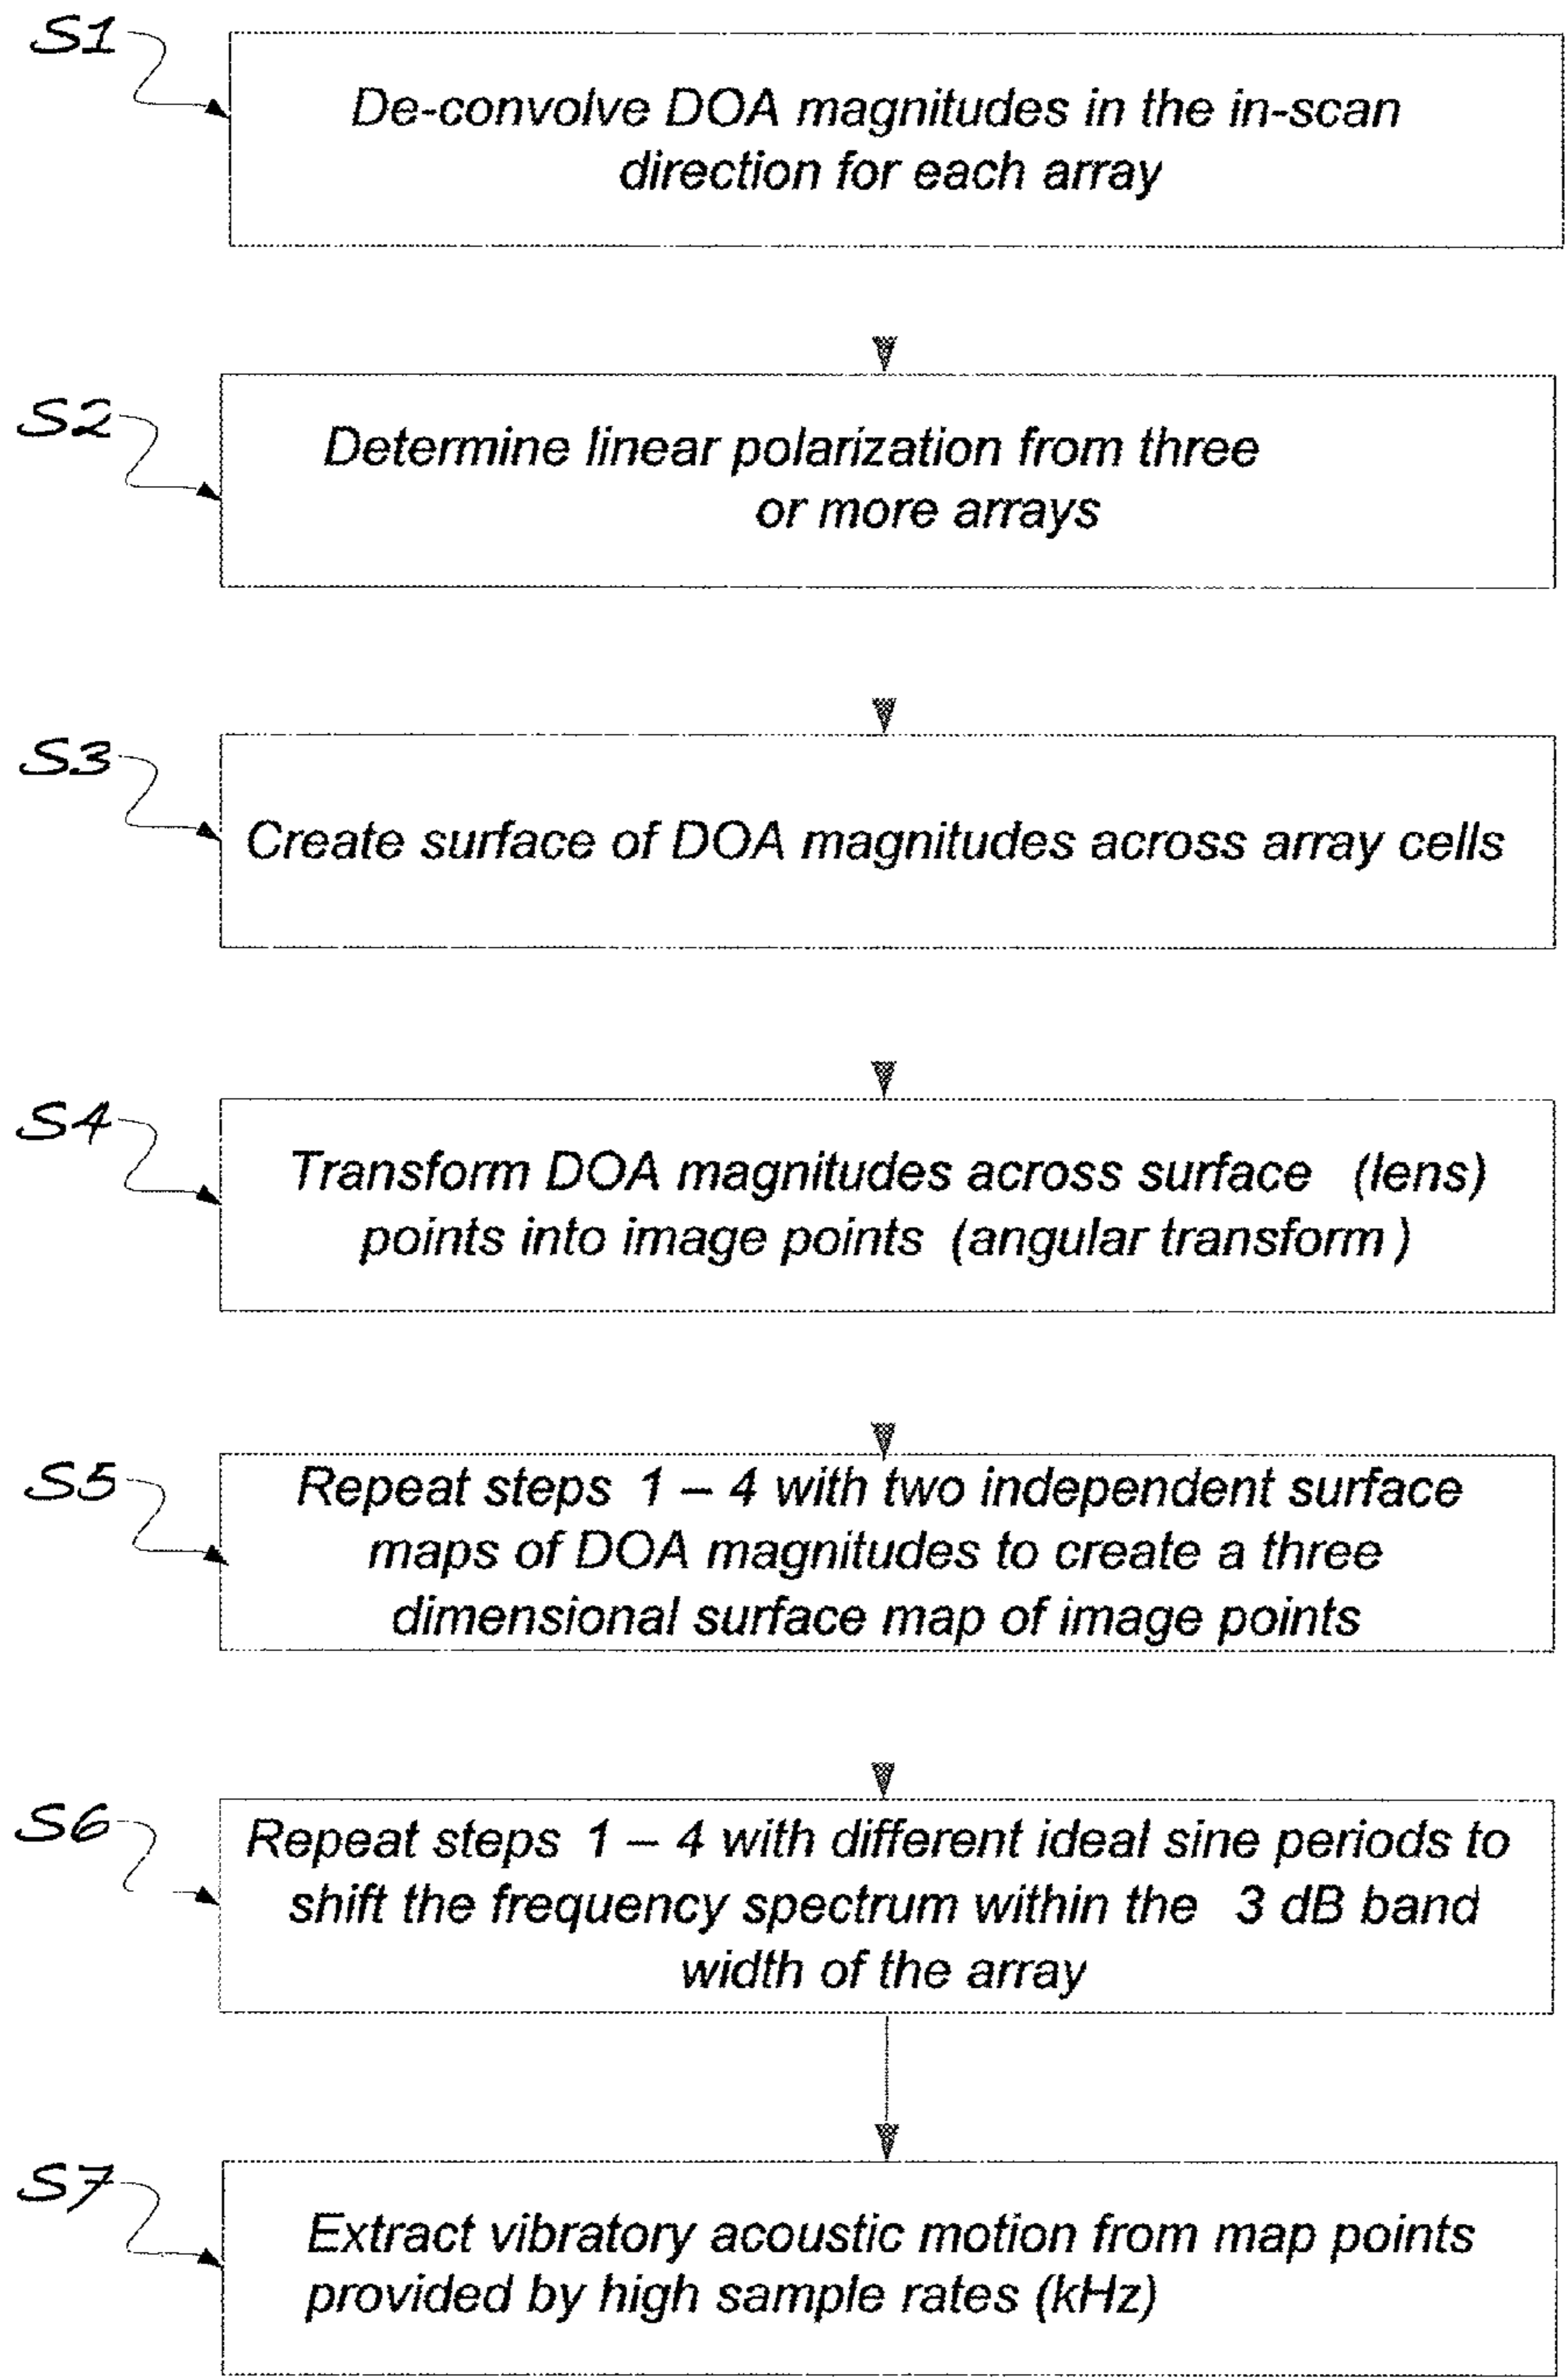 S1
De-convolve DOA magnitudes in the in-scan
direction for each array
S2
Determine linear polarization from three
or more arrays
S3
Create surface of DOA magnitudes across array cells
S4
Transform DOA magnitudes across surface (lens)
points into image points (angular transform)
S5
Repeat steps 1 – 4 with two independent surface
maps of DOA magnitudes to create a three
dimensional surface map of image points
S6
Repeat steps 1 – 4 with different ideal sine periods to
shift the frequency spectrum within the 3 dB band
width of the array
S7
Extract vibratory acoustic motion from map points
provided by high sample rates (kHz)